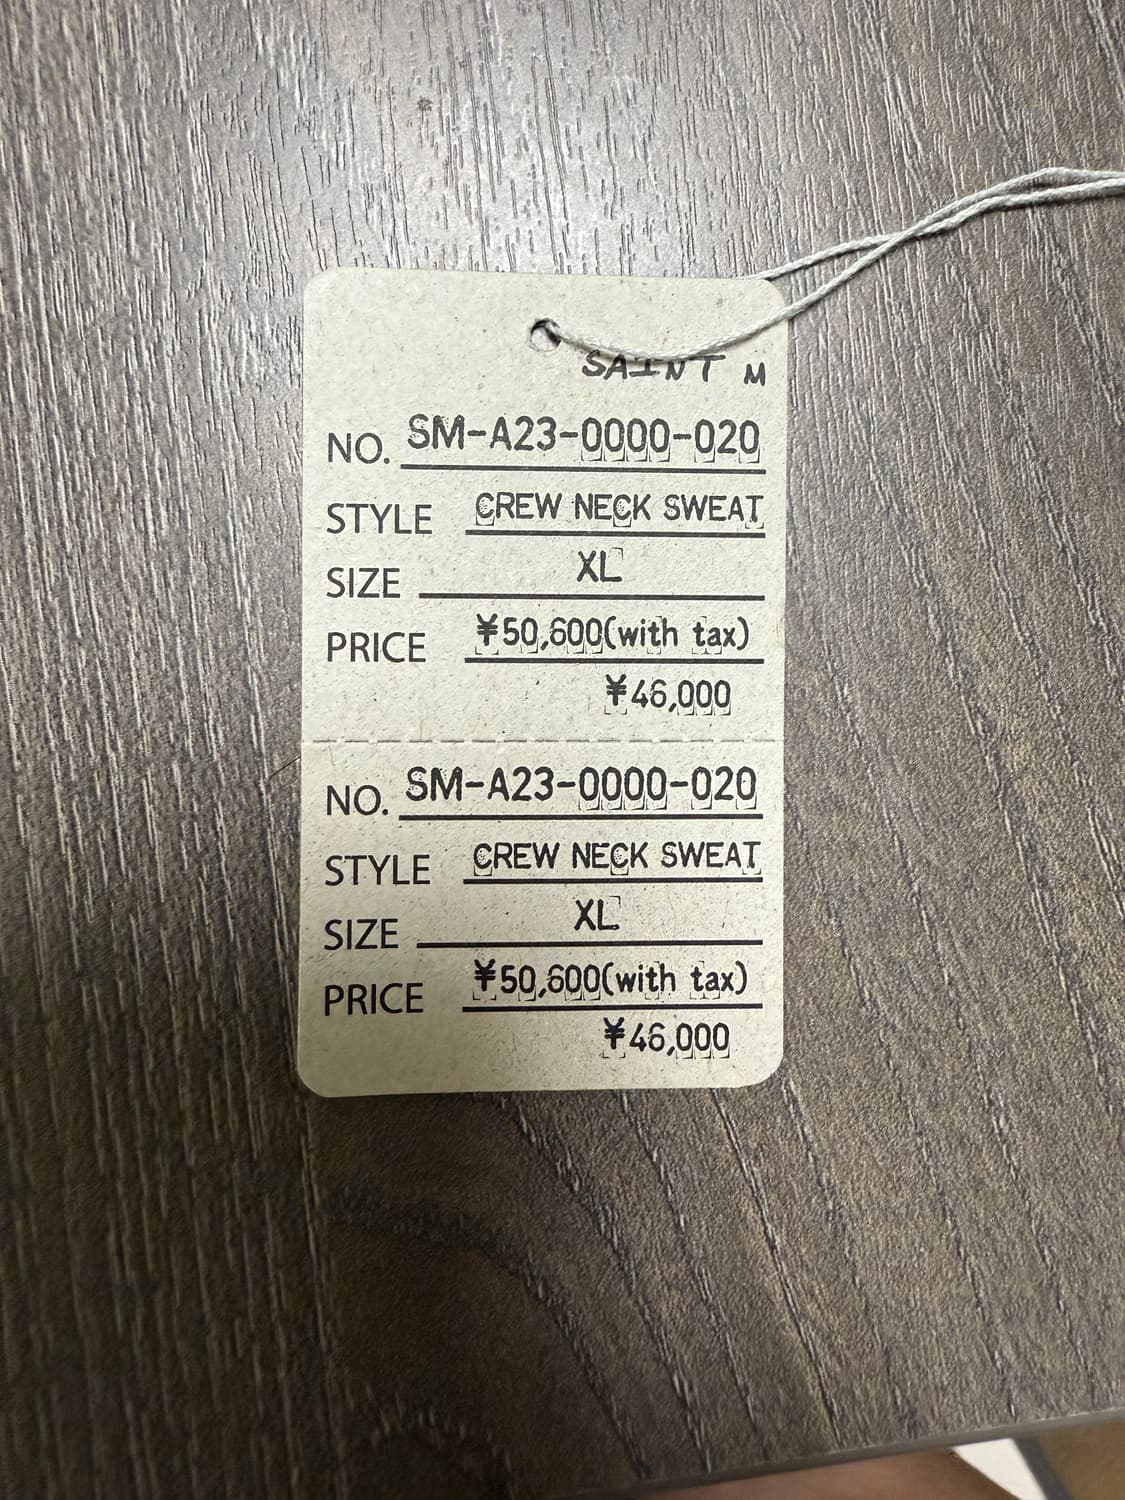 SAINT M
NO. SM-A23-0000-020
STYLE CREW NECK SWEAT
SIZE XL
PRICE ¥50,600(with tax)
¥46,000
NO. SM-A23-0000-020
STYLE CREW NECK SWEAT
SIZE XL
PRICE ¥50,600(with tax)
¥46,000